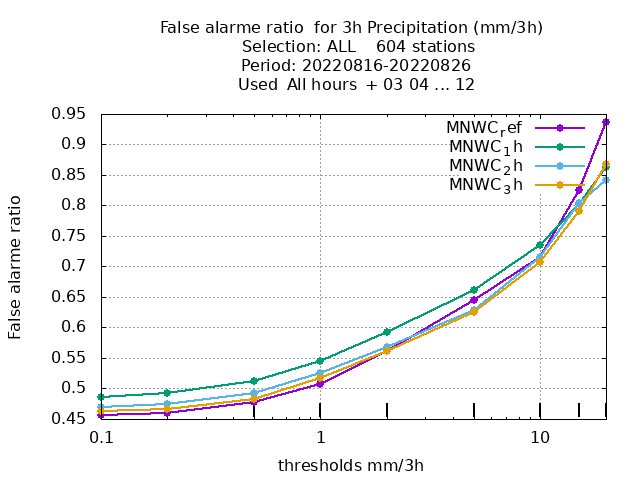 False alarme ratio  for 3h Precipitation (mm/3h)
Selection: ALL    604 stations
Period: 20220816-20220826
Used  All hours  + 03 04 ... 12
MNWC_ref
MNWC_1h
MNWC_2h
MNWC_3h
False alarme ratio
0.95
0.9
0.85
0.8
0.75
0.7
0.65
0.6
0.55
0.5
0.45
0.1 1 10
thresholds mm/3h